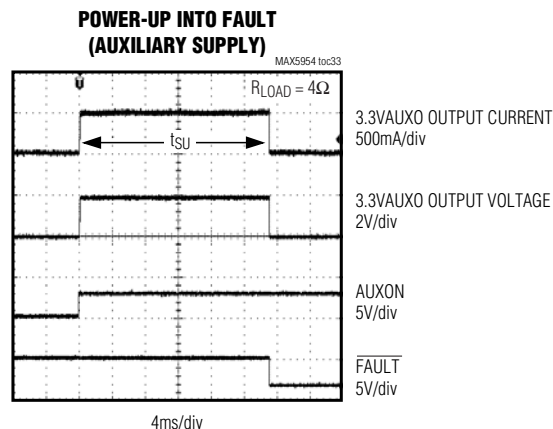 POWER-UP INTO FAULT
(AUXILIARY SUPPLY)
MAX5954 toc33
RLOAD = 4Ω
3.3VAUXO OUTPUT CURRENT
500mA/div
tSU
3.3VAUXO OUTPUT VOLTAGE
2V/div
AUXON
5V/div
FAULT
5V/div
4ms/div